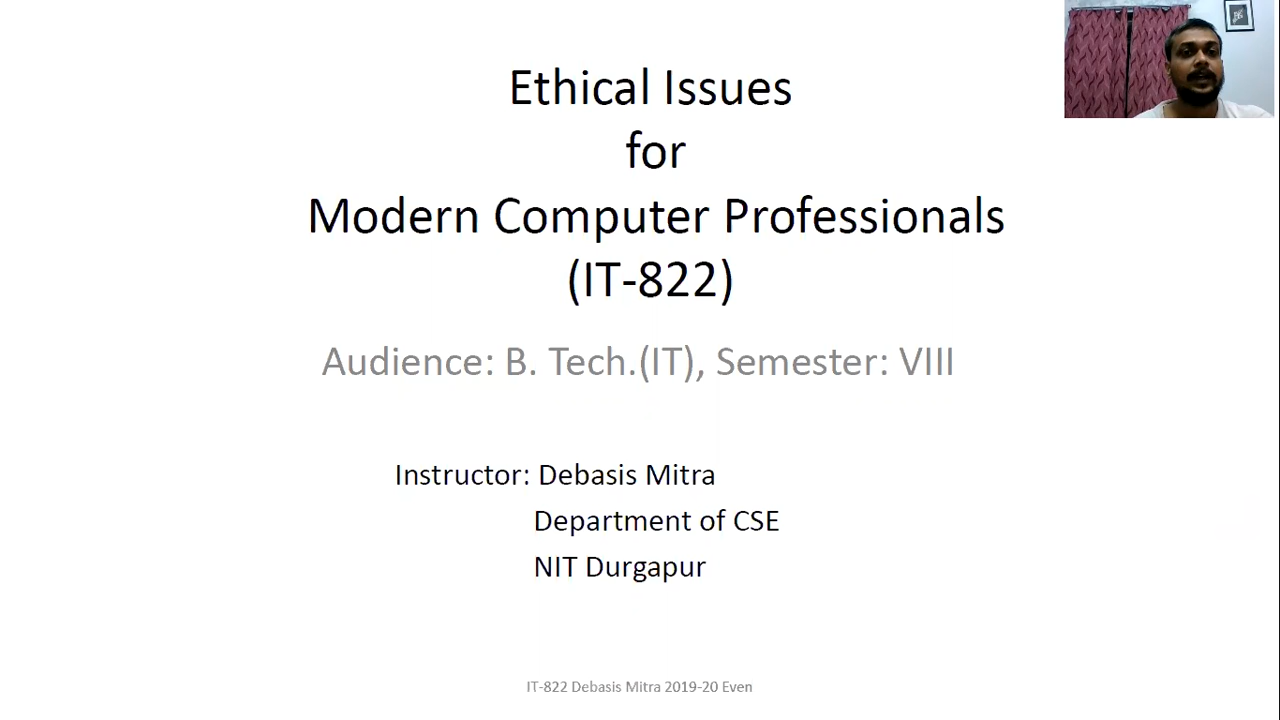 Ethical Issues
for
Modern Computer Professionals
(IT-822)
Audience: B. Tech.(IT), Semester: VIII
Instructor: Debasis Mitra
Department of CSE
NIT Durgapur
IT-822 Debasis Mitra 2019-20 Even